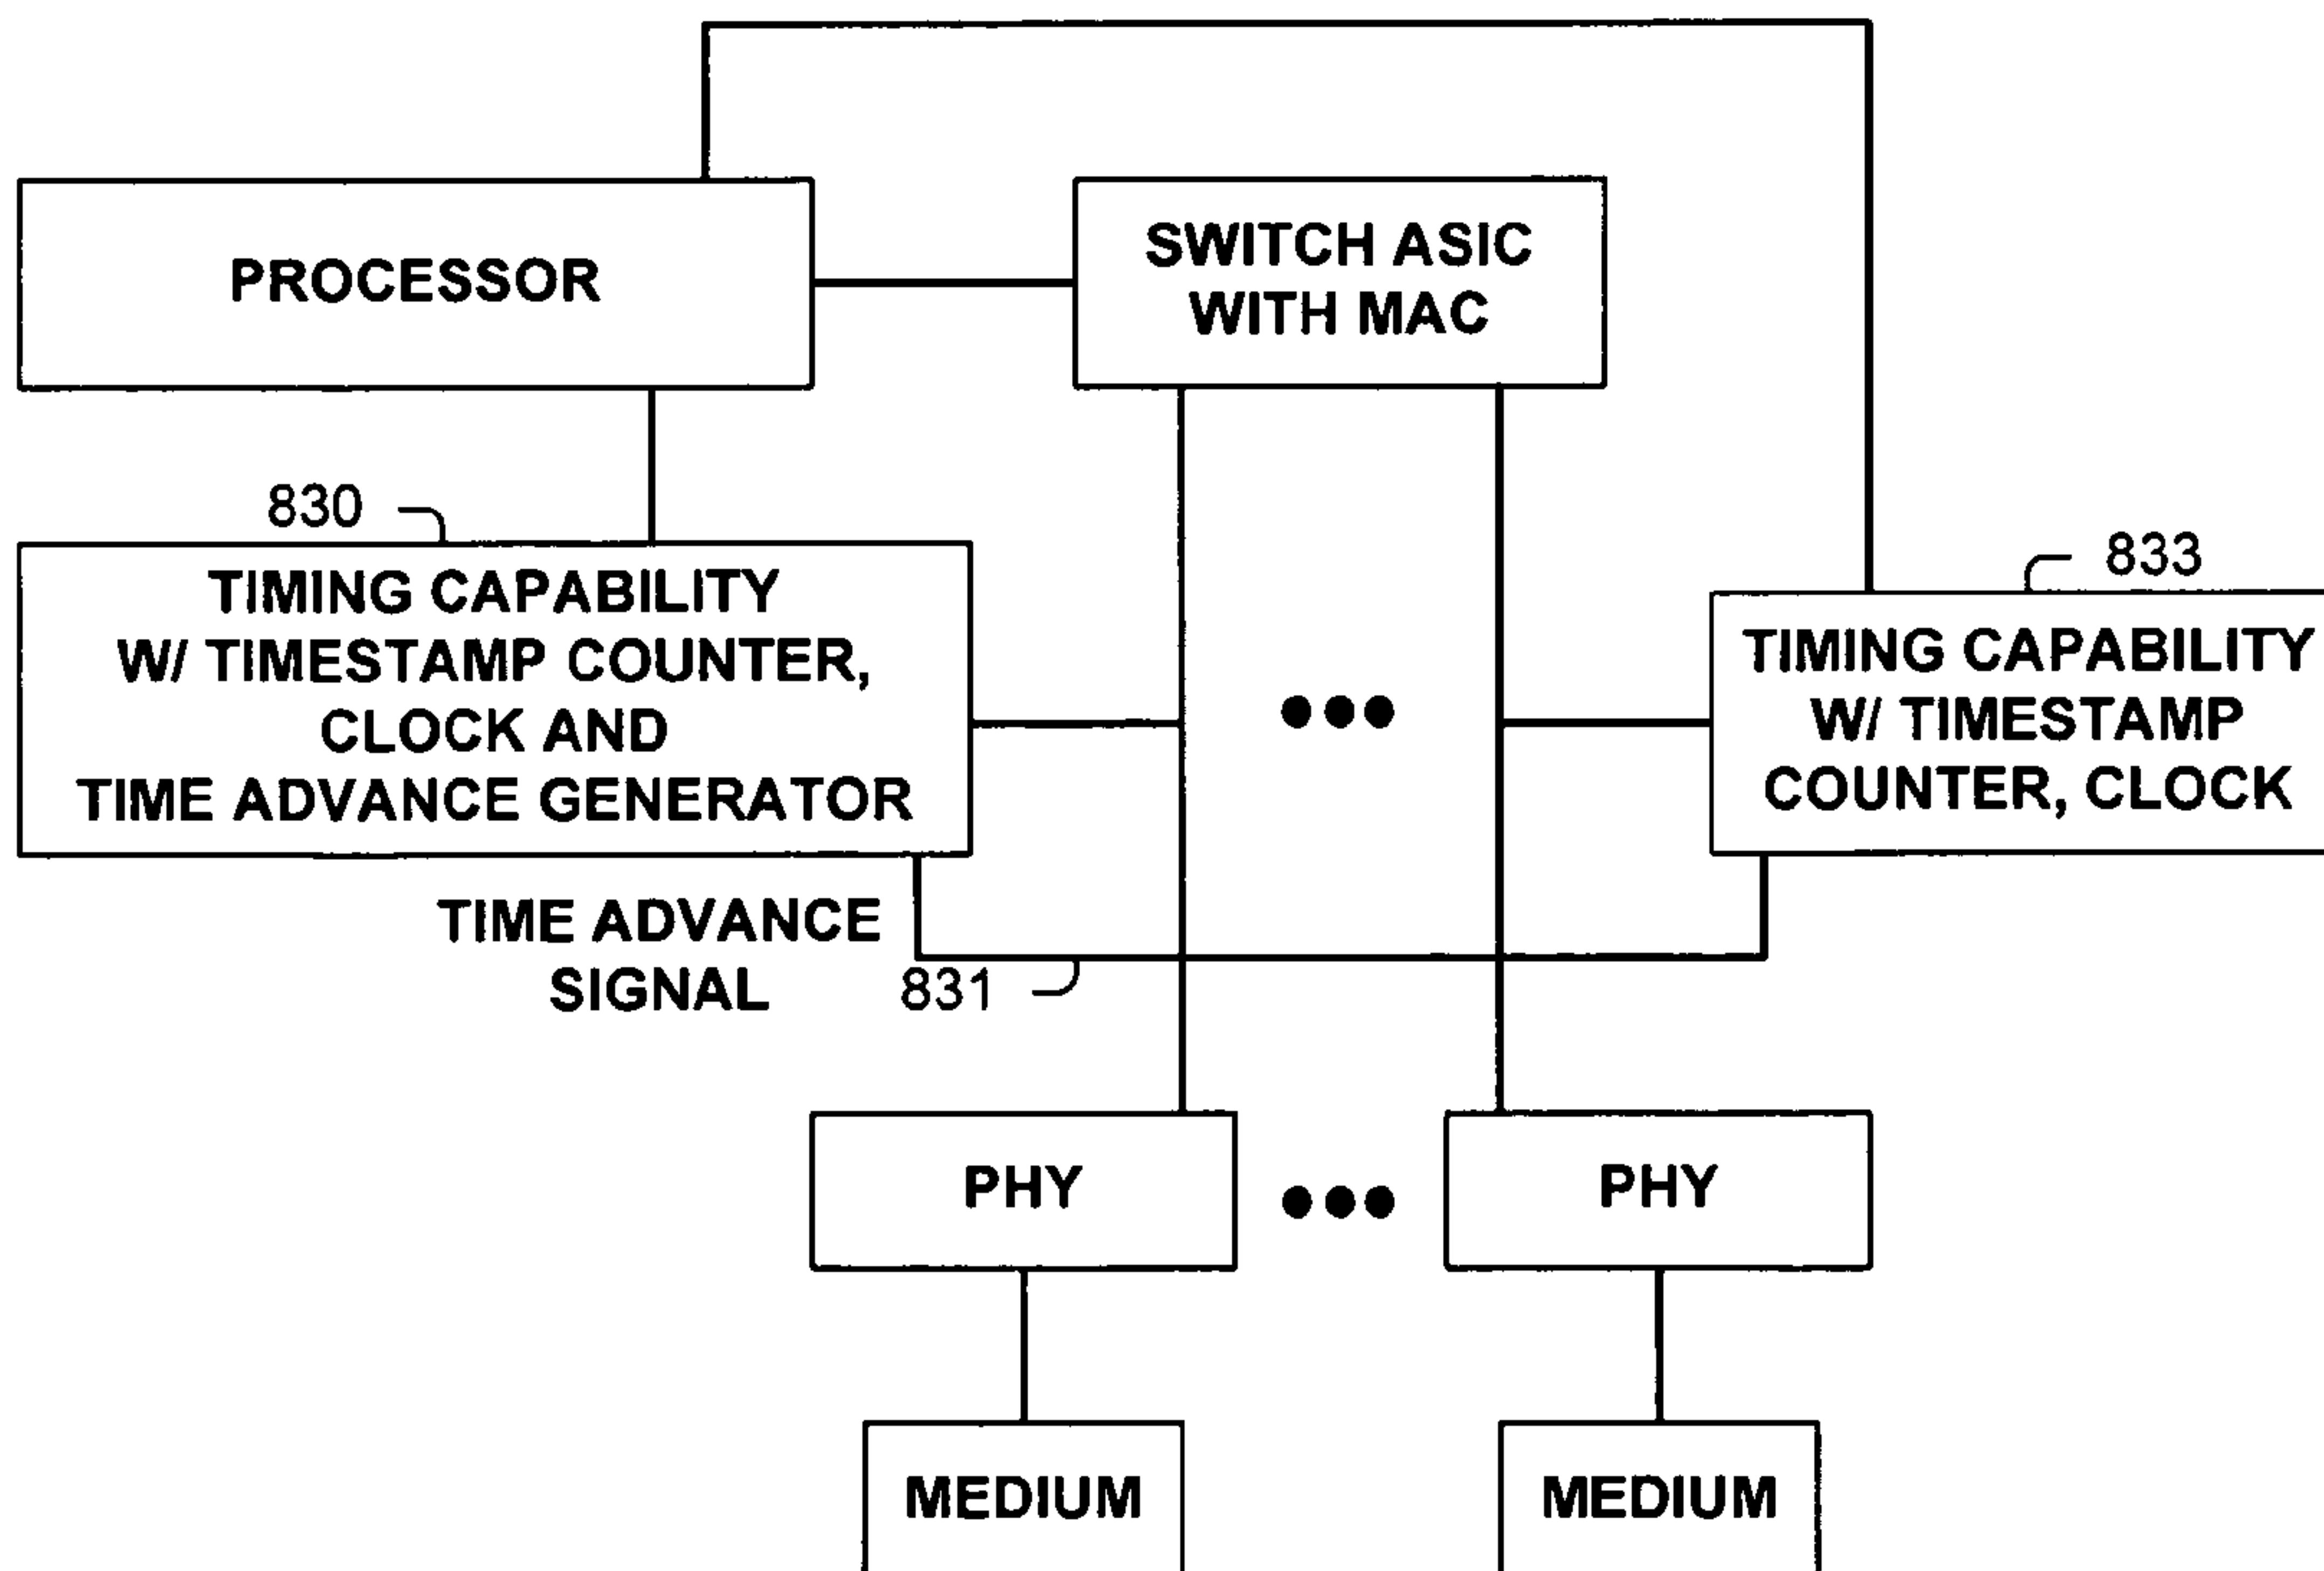 PROCESSOR
SWITCH ASIC
WITH MAC
830
TIMING CAPABILITY
W/ TIMESTAMP COUNTER,
CLOCK AND
TIME ADVANCE GENERATOR
833
TIMING CAPABILITY
W/ TIMESTAMP
COUNTER, CLOCK
TIME ADVANCE
SIGNAL
831
PHY
PHY
MEDIUM
MEDIUM